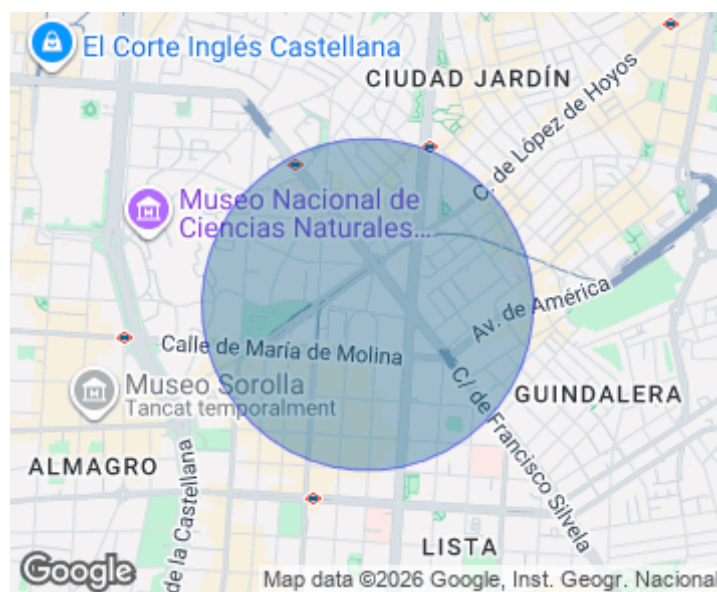 El Corte Inglés Castellana
CIUDAD JARDÍN
C. de López de Hoyos
Museo Nacional de
Ciencias Naturales...
Av. de América
Calle de María de Molina
Museo Sorolla
Tancat temporalment
C/ de Francisco Silvela
GUINDALERA
ALMAGRO
de la Castellana
LISTA
Google
Map data ©2026 Google, Inst. Geogr. Nacional